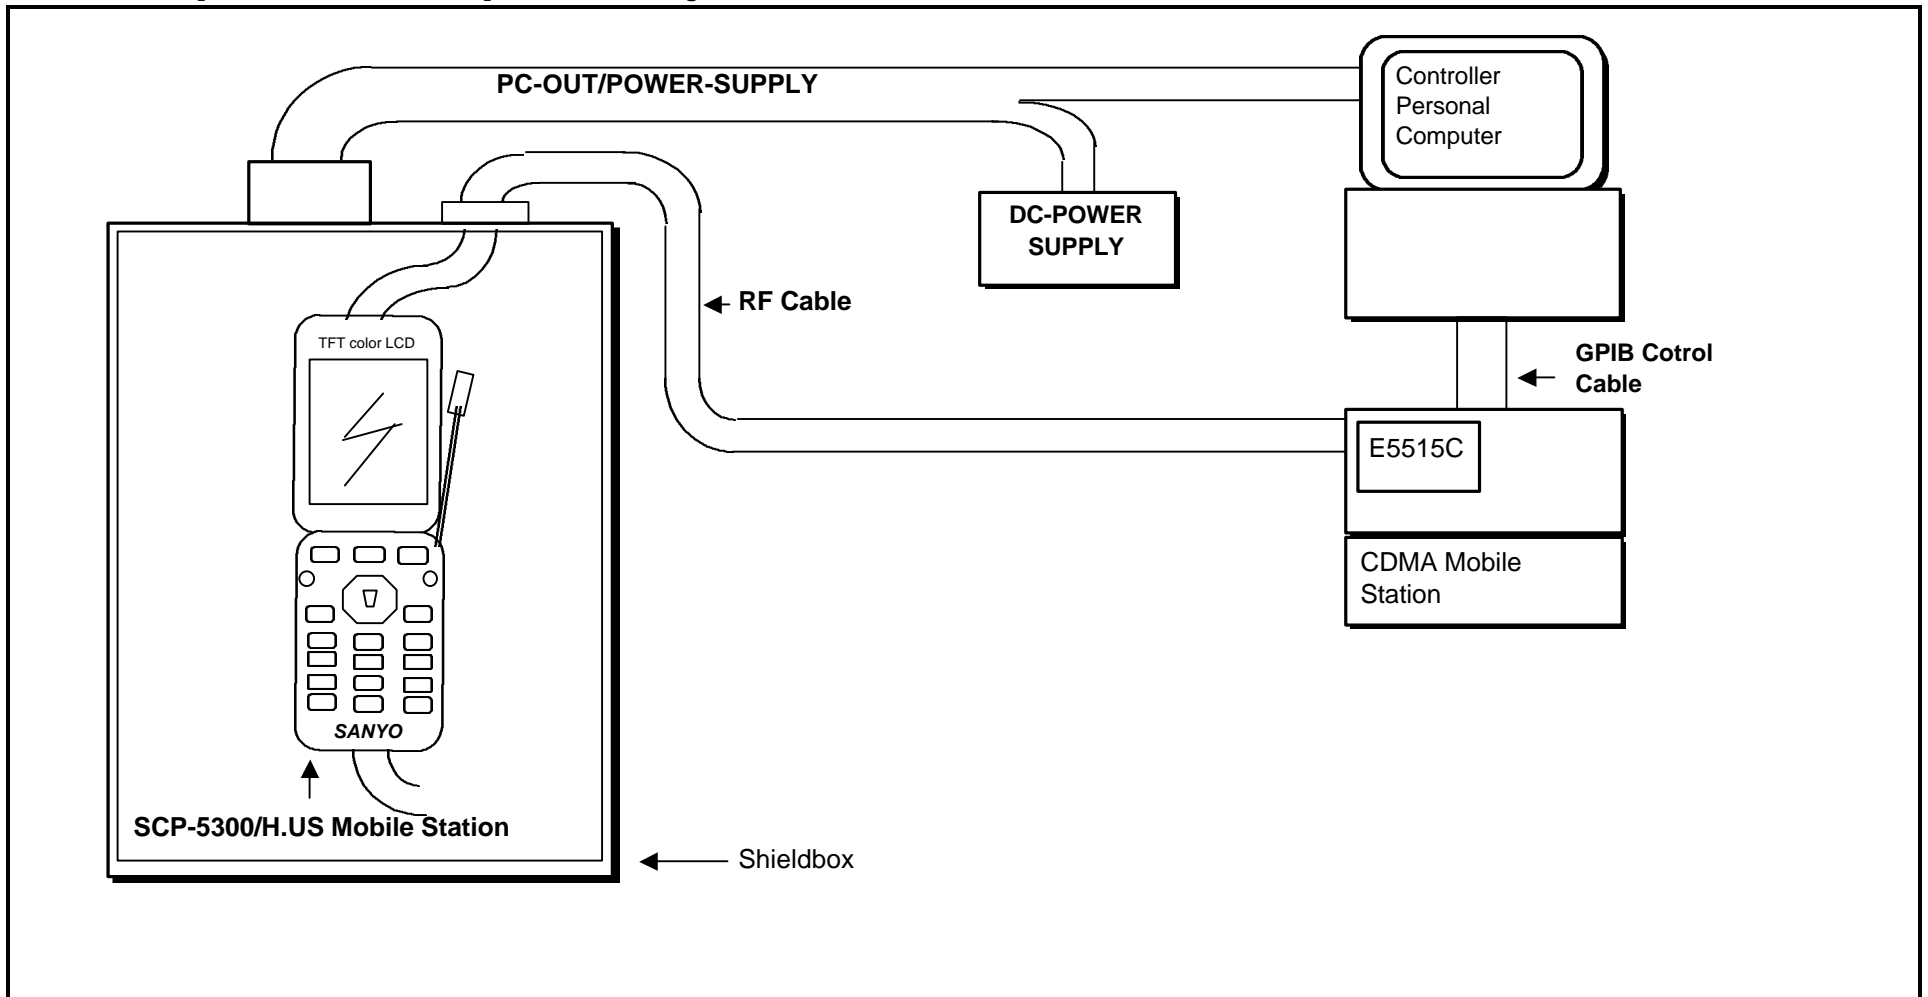 PC-OUT/POWER-SUPPLY
Controller
Personal
Computer
DC-POWER
SUPPLY
RF Cable
TFT color LCD
GPIB Cotrol
Cable
E5515C
CDMA Mobile
Station
SANYO
SCP-5300/H.US Mobile Station
Shieldbox